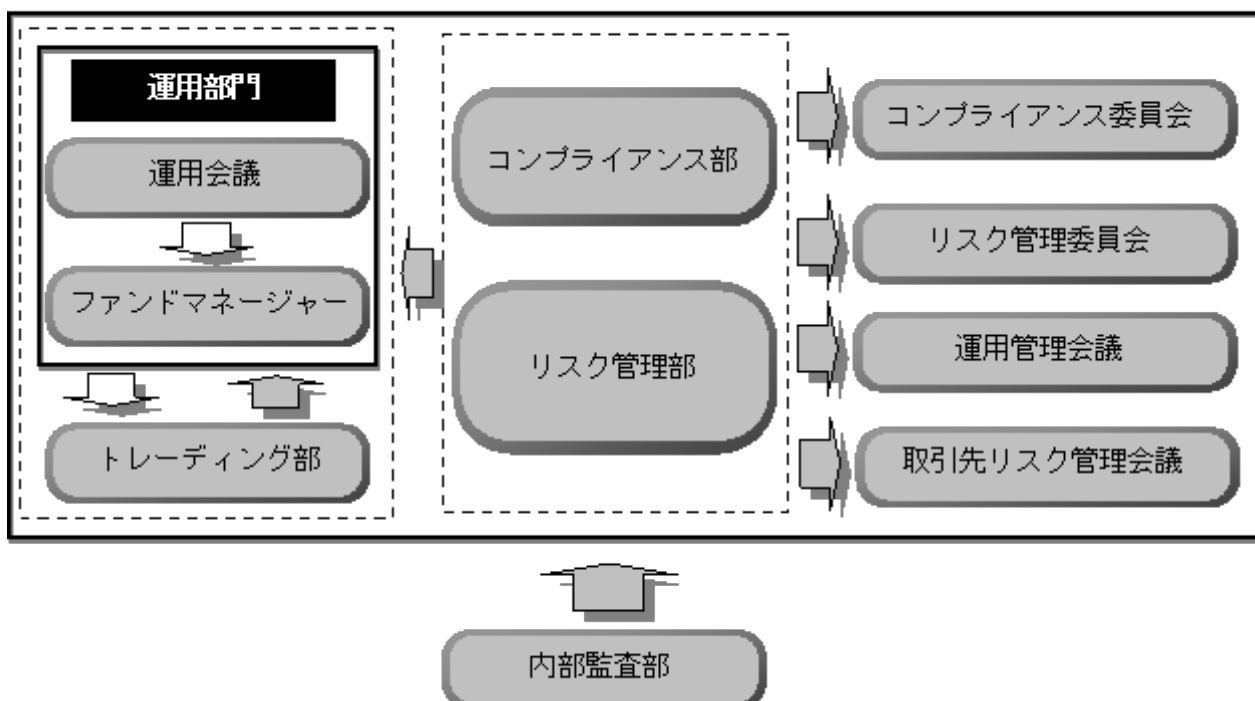 運用部門
運用会議
ファンドマネージャー
トレーディング部
コンプライアンス部
リスク管理部
コンプライアンス委員会
リスク管理委員会
運用管理会議
取引先リスク管理会議
内部監査部